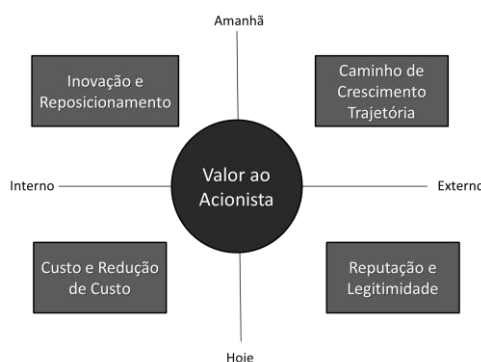 Amanhã
Inovação e
Reposicionamento
Caminho de
Crescimento
Trajetória
Interno
Valor ao
Acionista
Externo
Custo e Redução
de Custo
Reputação e
Legitimidade
Hoje